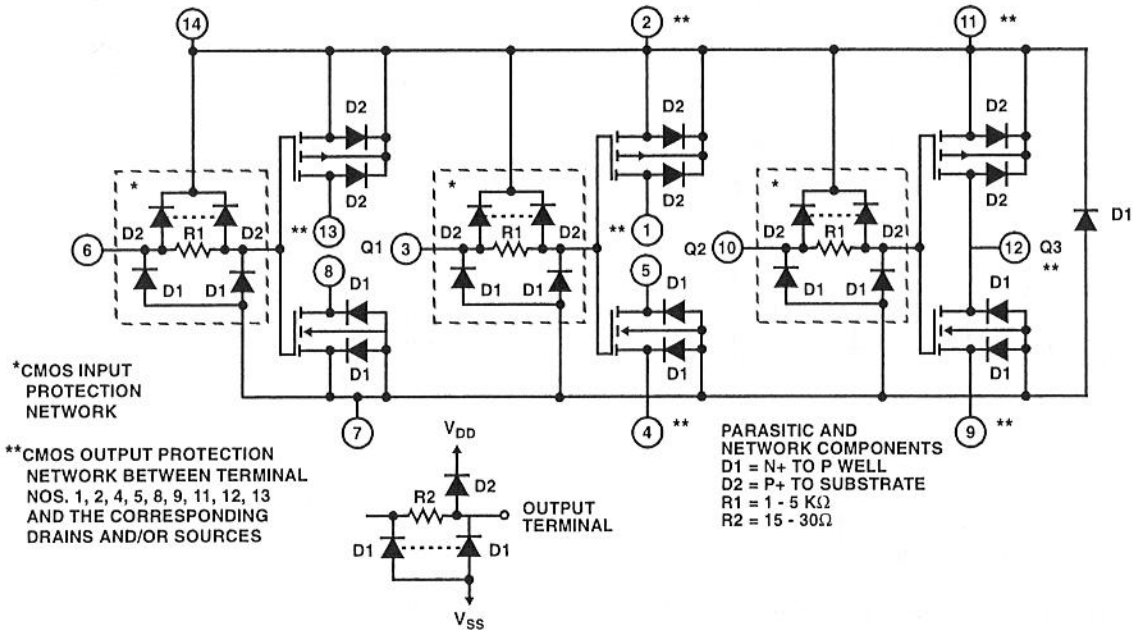 14
2 **
11 **
D2
D2
D2
D2
D2
D2
*
*
*
D1
D2 R1 D2
** 13
D2 R1 D2
** 1
D2 R1 D2
6
Q1 3
Q2 10
12 Q3
**
8
5
D1 D1
D1
D1 D1
D1
D1 D1
D1
D1
D1
D1
*CMOS INPUT
PROTECTION
NETWORK
7
4 **
9 **
**CMOS OUTPUT PROTECTION
NETWORK BETWEEN TERMINAL
NOS. 1, 2, 4, 5, 8, 9, 11, 12, 13
AND THE CORRESPONDING
DRAINS AND/OR SOURCES
VDD
D2
R2
OUTPUT
TERMINAL
D1 D1
VSS
PARASITIC AND
NETWORK COMPONENTS
D1 = N+ TO P WELL
D2 = P+ TO SUBSTRATE
R1 = 1 - 5 KΩ
R2 = 15 - 30Ω